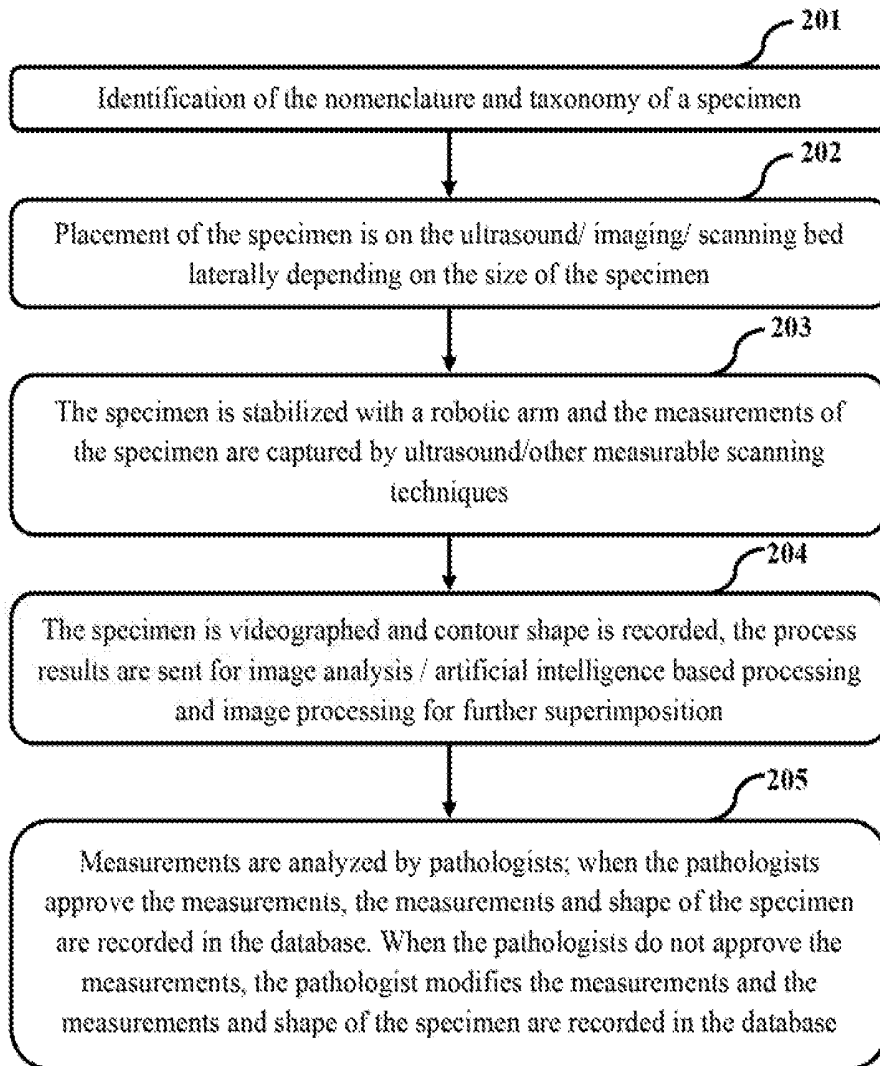 201
Identification of the nomenclature and taxonomy of a specimen
202
Placement of the specimen is on the ultrasound/ imaging/ scanning bed
laterally depending on the size of the specimen
203
The specimen is stabilized with a robotic arm and the measurements of
the specimen are captured by ultrasound/other measurable scanning
techniques
204
The specimen is videographed and contour shape is recorded, the process
results are sent for image analysis / artificial intelligence based processing
and image processing for further superimposition
205
Measurements are analyzed by pathologists; when the pathologists
approve the measurements, the measurements and shape of the specimen
are recorded in the database. When the pathologists do not approve the
measurements, the pathologist modifies the measurements and the
measurements and shape of the specimen are recorded in the database